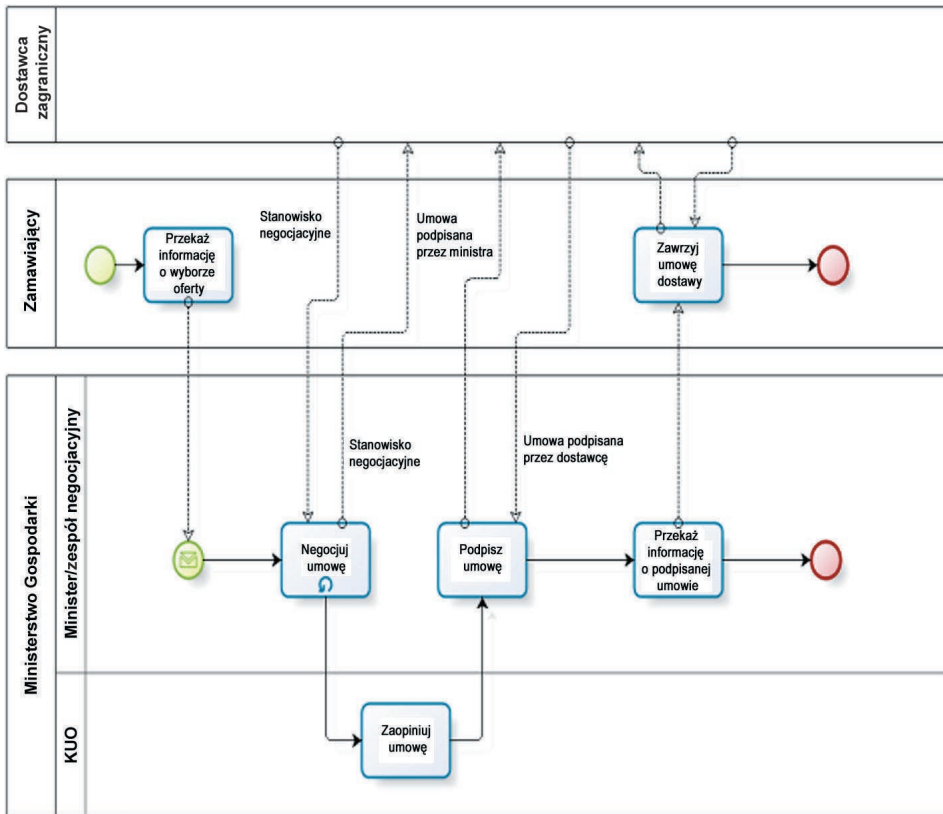 Dostawca
zagraniczny
Zamawiający
Przekaż
informację
o wyborze
oferty
Stanowisko
negocjacyjne
Umowa
podpisana
przez ministra
Zawrzyj
umowę
dostawy
Ministerstwo Gospodarki
Minister/zespół negocjacyjny
Stanowisko
negocjacyjne
Umowa podpisana
przez dostawcę
Negocjuj
umowę
Podpisz
umowę
Przekaż
informację
o podpisanej
umowie
KUO
Zaopiniuj
umowę